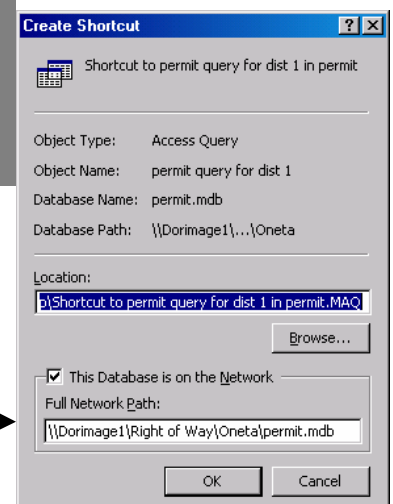 Create Shortcut
Shortcut to permit query for dist 1 in permit
Object Type: Access Query
Object Name: permit query for dist 1
Database Name: permit.mdb
Database Path: \\Dorimage1\...\Oneta
Location:
p\Shortcut to permit query for dist 1 in permit.MAQ
Browse...
This Database is on the Network
Full Network Path:
\\Dorimage1\Right of Way\Oneta\permit.mdb
OK Cancel